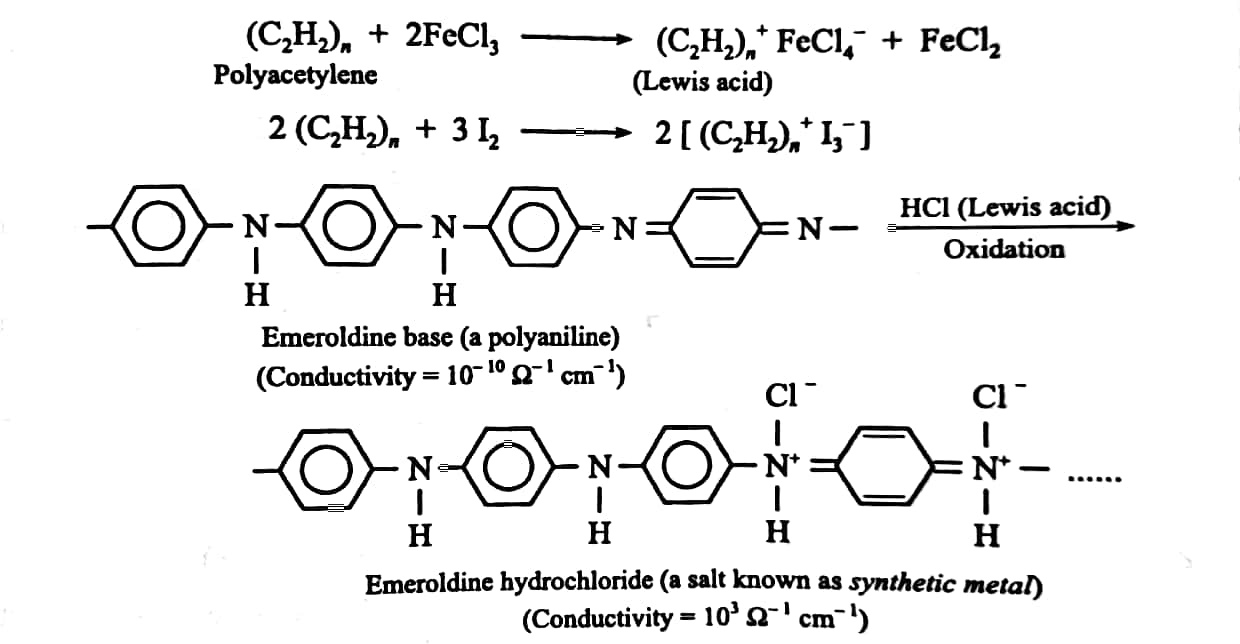 (C₂H₂)ₙ + 2FeCl₃ ⟶ (C₂H₂)ₙ⁺ FeCl₄⁻ + FeCl₂
Polyacetylene (Lewis acid)
2 (C₂H₂)ₙ + 3 I₂ ⟶ 2 [ (C₂H₂)ₙ⁺ I₃⁻ ]
HCl (Lewis acid)
N N N N
Oxidation
H H
Emeroldine base (a polyaniline)
(Conductivity = 10⁻¹⁰ Ω⁻¹ cm⁻¹)
Cl⁻ Cl⁻
N N N⁺ N⁺ ......
H H H H
Emeroldine hydrochloride (a salt known as synthetic metal)
(Conductivity = 10³ Ω⁻¹ cm⁻¹)